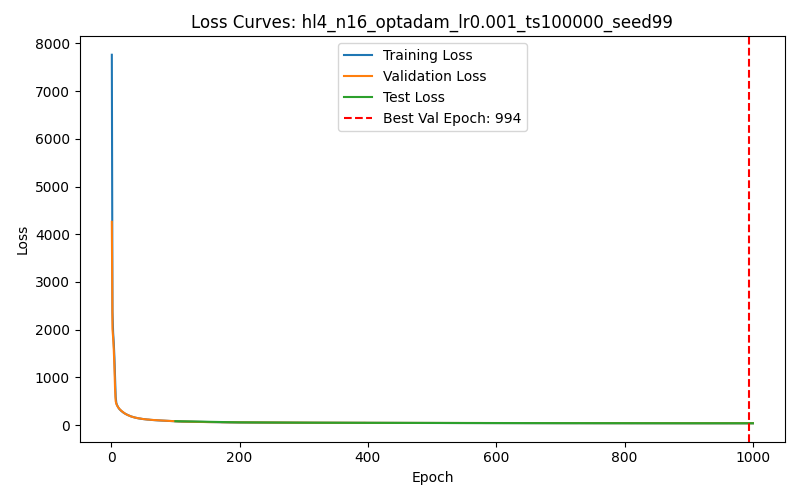 Loss Curves: hl4_n16_optadam_lr0.001_ts100000_seed99
Training Loss
Validation Loss
Test Loss
Best Val Epoch: 994
Loss
8000
7000
6000
5000
4000
3000
2000
1000
0
0 200 400 600 800 1000
Epoch